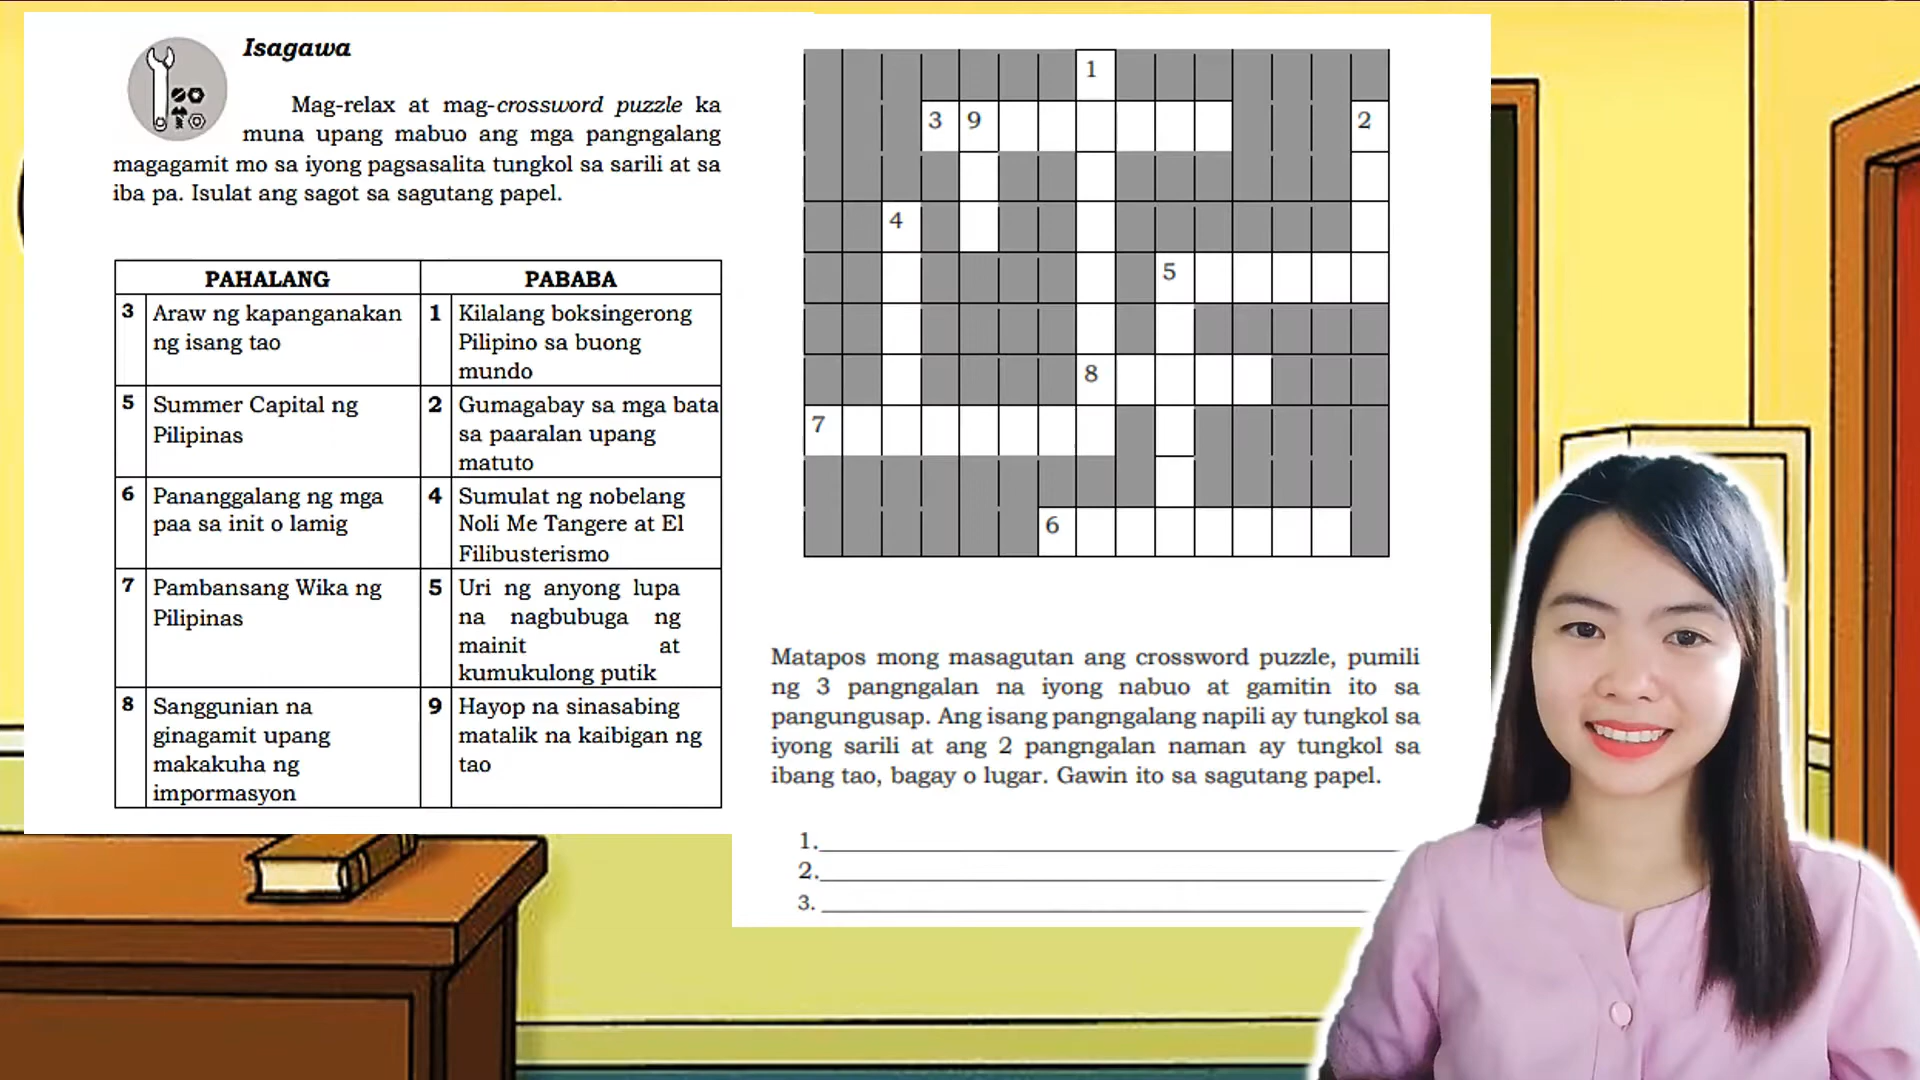 Isagawa
Mag-relax at mag-crossword puzzle ka
muna upang mabuo ang mga pangngalang
magagamit mo sa iyong pagsasalita tungkol sa sarili at sa
iba pa. Isulat ang sagot sa sagutang papel.
PAHALANG
3 Araw ng kapanganakan
ng isang tao
5 Summer Capital ng
Pilipinas
6 Pananggalang ng mga
paa sa init o lamig
7 Pambansang Wika ng
Pilipinas
8 Sanggunian na
ginagamit upang
makakuha ng
impormasyon
PABABA
1 Kilalang boksingerong
Pilipino sa buong
mundo
2 Gumagabay sa mga bata
sa paaralan upang
matuto
4 Sumulat ng nobelang
Noli Me Tangere at El
Filibusterismo
5 Uri ng anyong lupa
na nagbubuga ng
mainit at
kumukulong putik
9 Hayop na sinasabing
matalik na kaibigan ng
tao
1
3 9 2
4
5
8
7
6
Matapos mong masagutan ang crossword puzzle, pumili
ng 3 pangngalan na iyong nabuo at gamitin ito sa
pangungusap. Ang isang pangngalang napili ay tungkol sa
iyong sarili at ang 2 pangngalan naman ay tungkol sa
ibang tao, bagay o lugar. Gawin ito sa sagutang papel.
1.
2.
3.